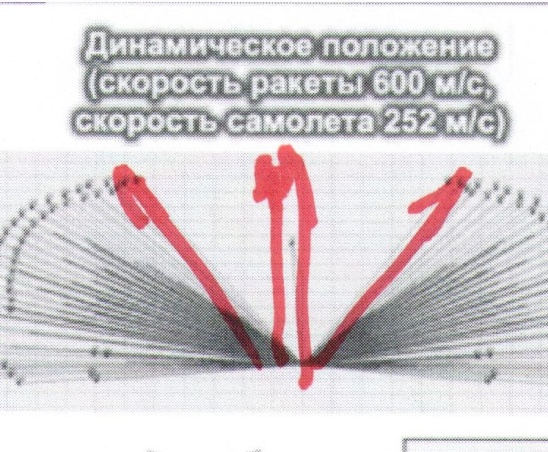 Динамическое положение
(скорость ракеты 600 м/с,
скорость самолета 252 м/с)